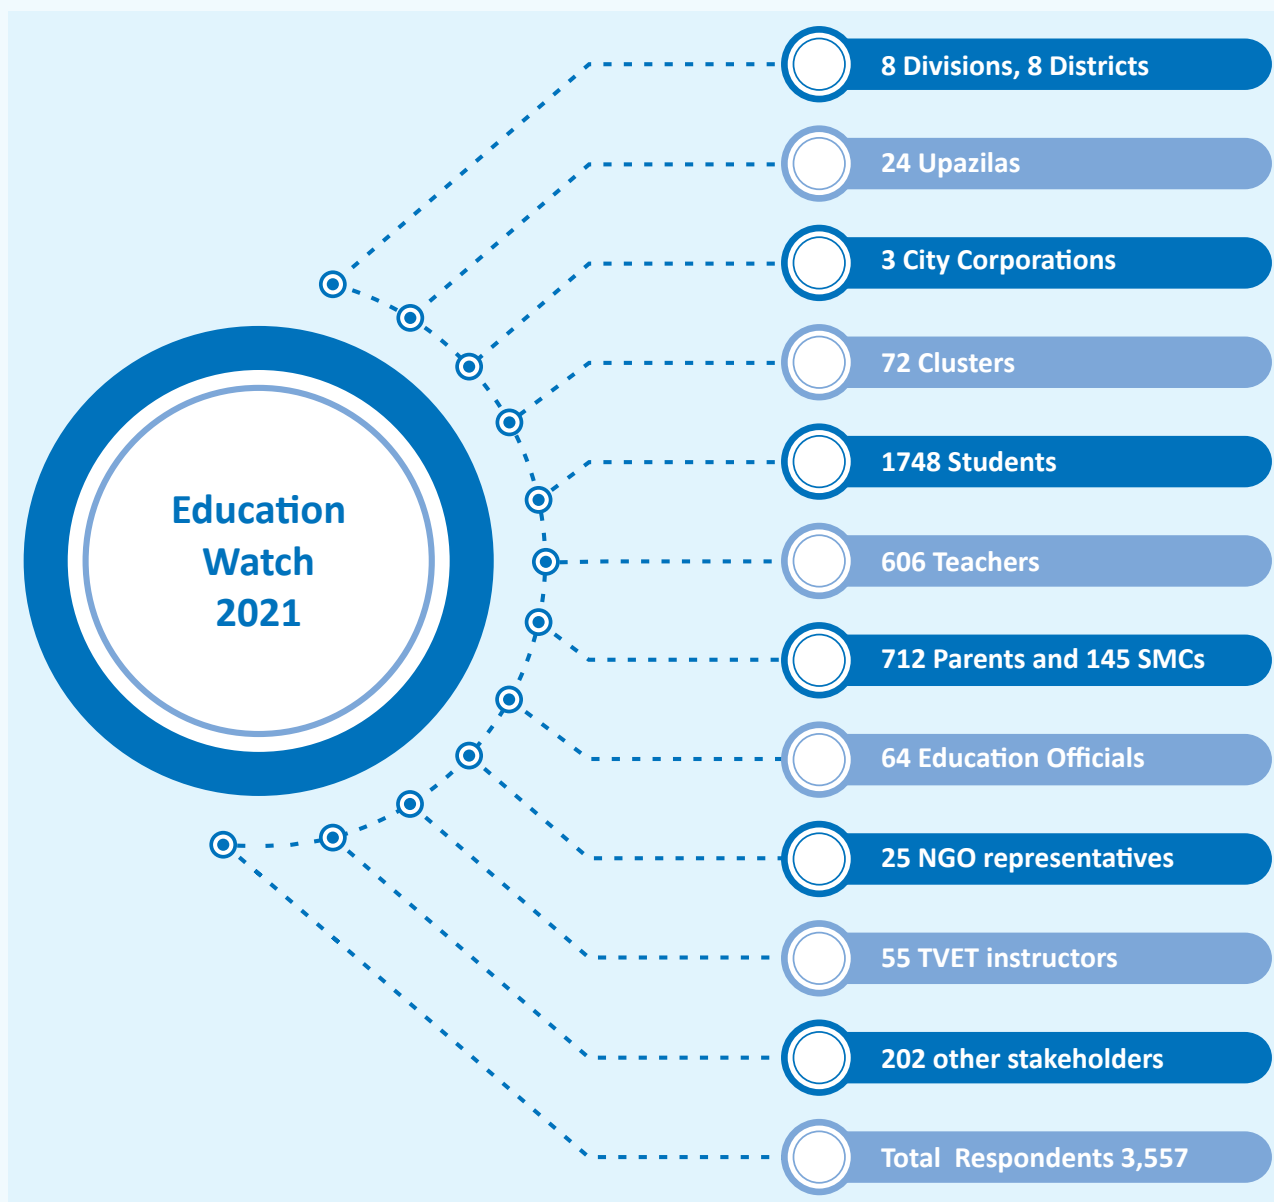 Education
Watch
2021
8 Divisions, 8 Districts
24 Upazilas
3 City Corporations
72 Clusters
1748 Students
606 Teachers
712 Parents and 145 SMCs
64 Education Officials
25 NGO representatives
55 TVET instructors
202 other stakeholders
Total  Respondents 3,557